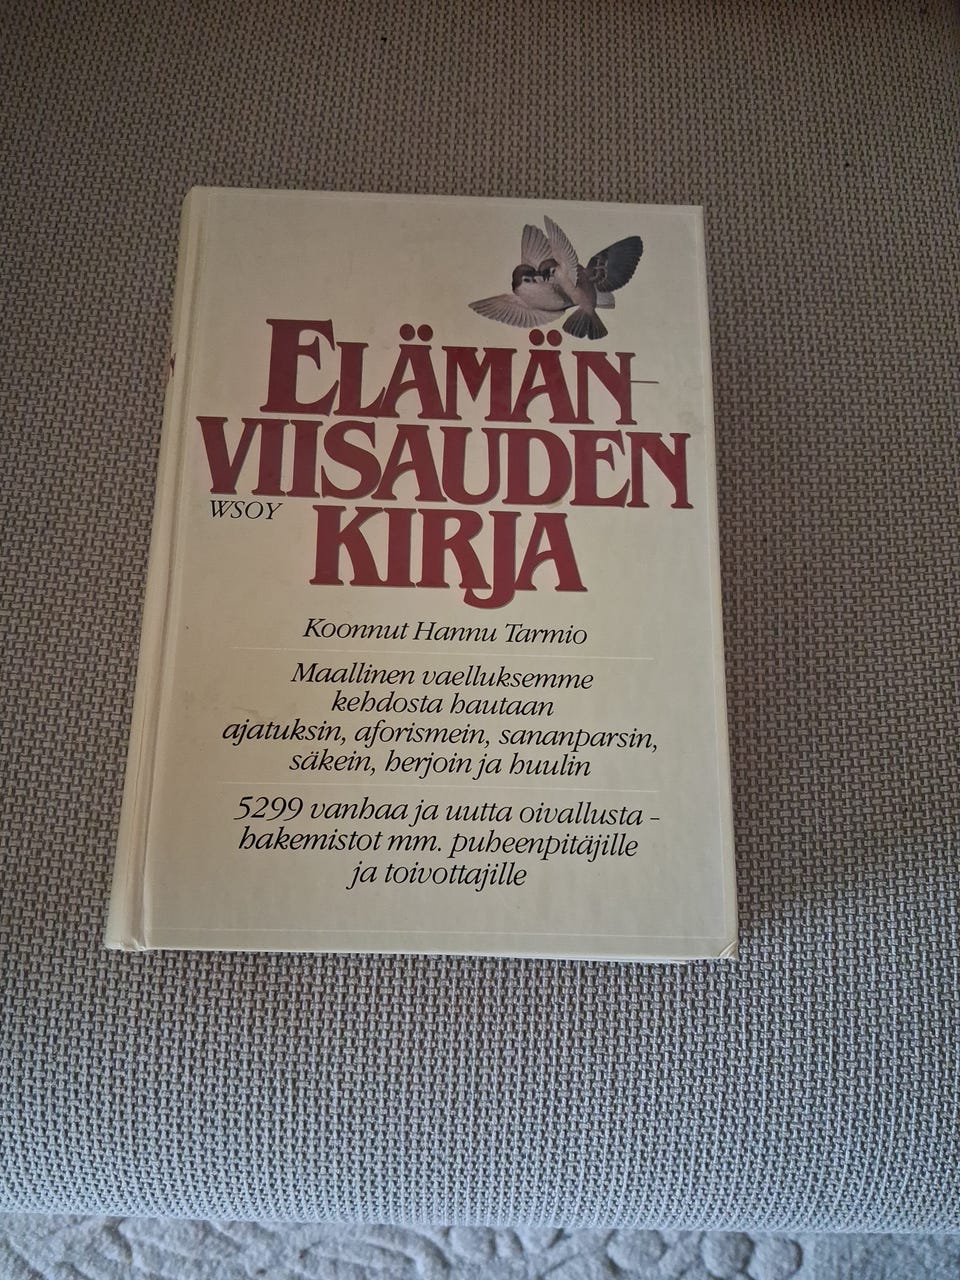 ELÄMÄN-
VIISAUDEN
WSOY
KIRJA
Koonnut Hannu Tarmio
Maallinen vaelluksemme
kehdosta hautaan
ajatuksin, aforismein, sananparsin,
säkein, herjoin ja huulin
5299 vanhaa ja uutta oivallusta -
hakemistot mm. puheenpitäjille
ja toivottajille